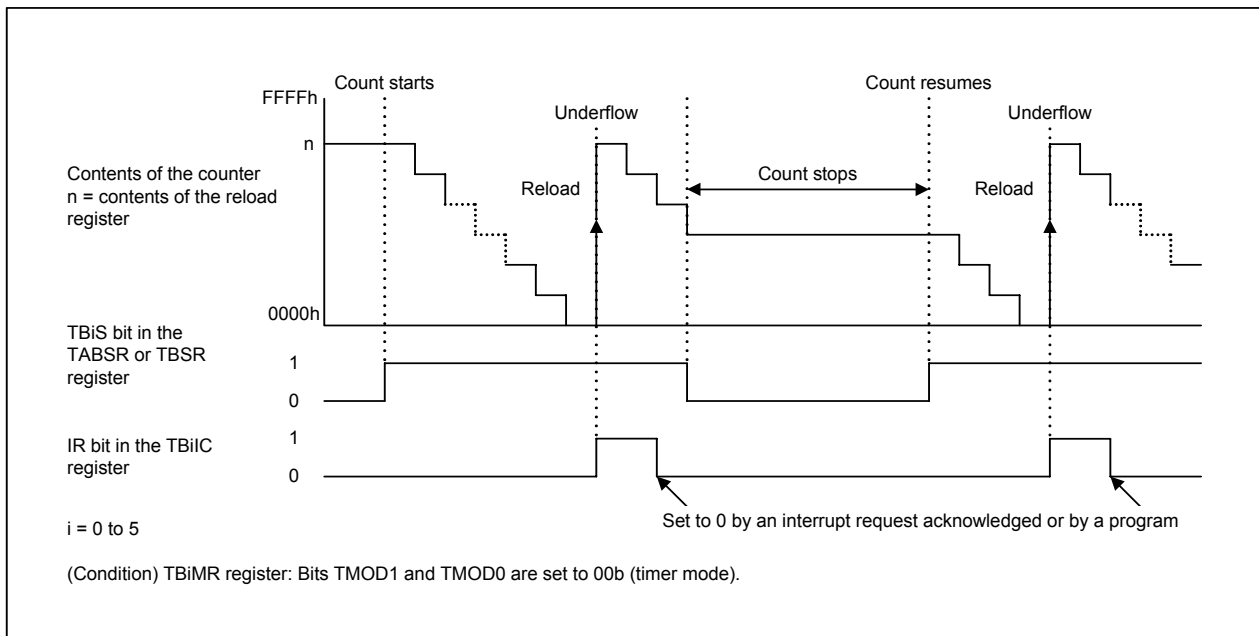 Count starts
Count resumes
FFFFh
Underflow
Underflow
n
Contents of the counter
n = contents of the reload
register
Reload
Count stops
Reload
0000h
TBiS bit in the
TABSR or TBSR
register
1
0
IR bit in the TBiIC
register
1
0
Set to 0 by an interrupt request acknowledged or by a program
i = 0 to 5
(Condition) TBiMR register: Bits TMOD1 and TMOD0 are set to 00b (timer mode).